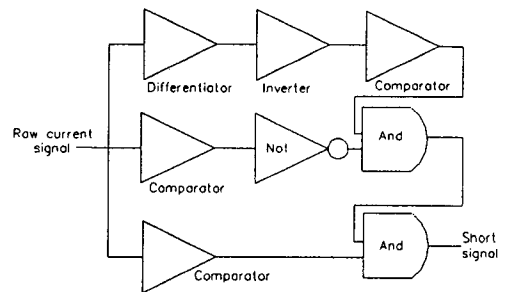 Differentiator
Inverter
Comparator
Raw current
signal
Comparator
Not
And
Comparator
And
Short
signal